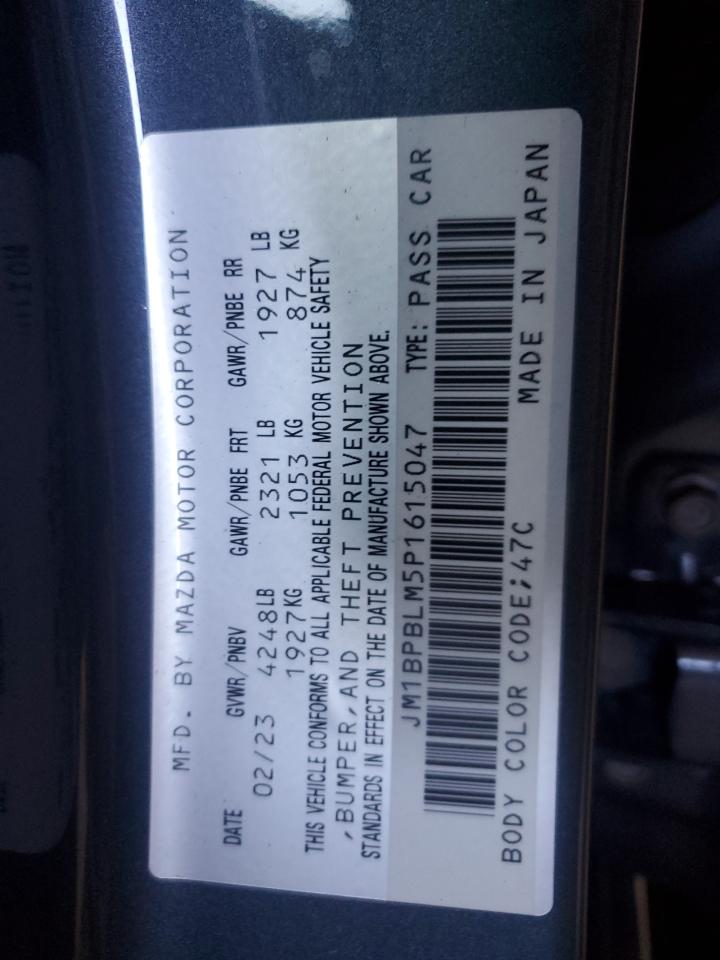 MFD. BY MAZDA MOTOR CORPORATION
DATE GVWR/PNBV GAWR/PNBE FRT GAWR/PNBE RR
02/23 4248LB 2321 LB 1927 LB
1927KG 1053 KG 874 KG
THIS VEHICLE CONFORMS TO ALL APPLICABLE FEDERAL MOTOR VEHICLE SAFETY
,BUMPER,AND THEFT PREVENTION
STANDARDS IN EFFECT ON THE DATE OF MANUFACTURE SHOWN ABOVE.
JM1BPBLM5P1615047 TYPE: PASS CAR
BODY COLOR CODE;47C MADE IN JAPAN